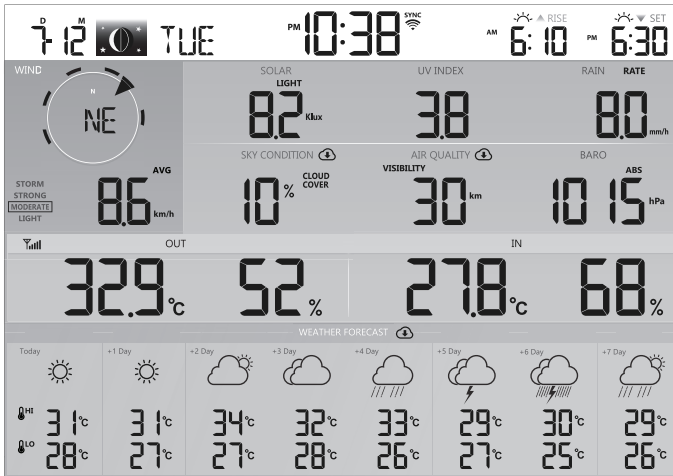 D M
7-12 TUE
PM 10:38 SYNC
AM RISE 6:10
PM SET 6:30
WIND
N
NE
STORM
STRONG
MODERATE
LIGHT
AVG
8.6 km/h
SOLAR
LIGHT
8.2 Klux
UV INDEX
3.8
RAIN RATE
8.0 mm/h
SKY CONDITION
10 % CLOUD COVER
AIR QUALITY
VISIBILITY
30 km
BARO
ABS
1015 hPa
OUT
32.9 °C 52 %
IN
27.8 °C 68 %
WEATHER FORECAST
Today +1 Day +2 Day +3 Day +4 Day +5 Day +6 Day +7 Day
HI 31°C 31°C 34°C 32°C 33°C 29°C 30°C 29°C
LO 28°C 27°C 27°C 28°C 26°C 27°C 25°C 26°C